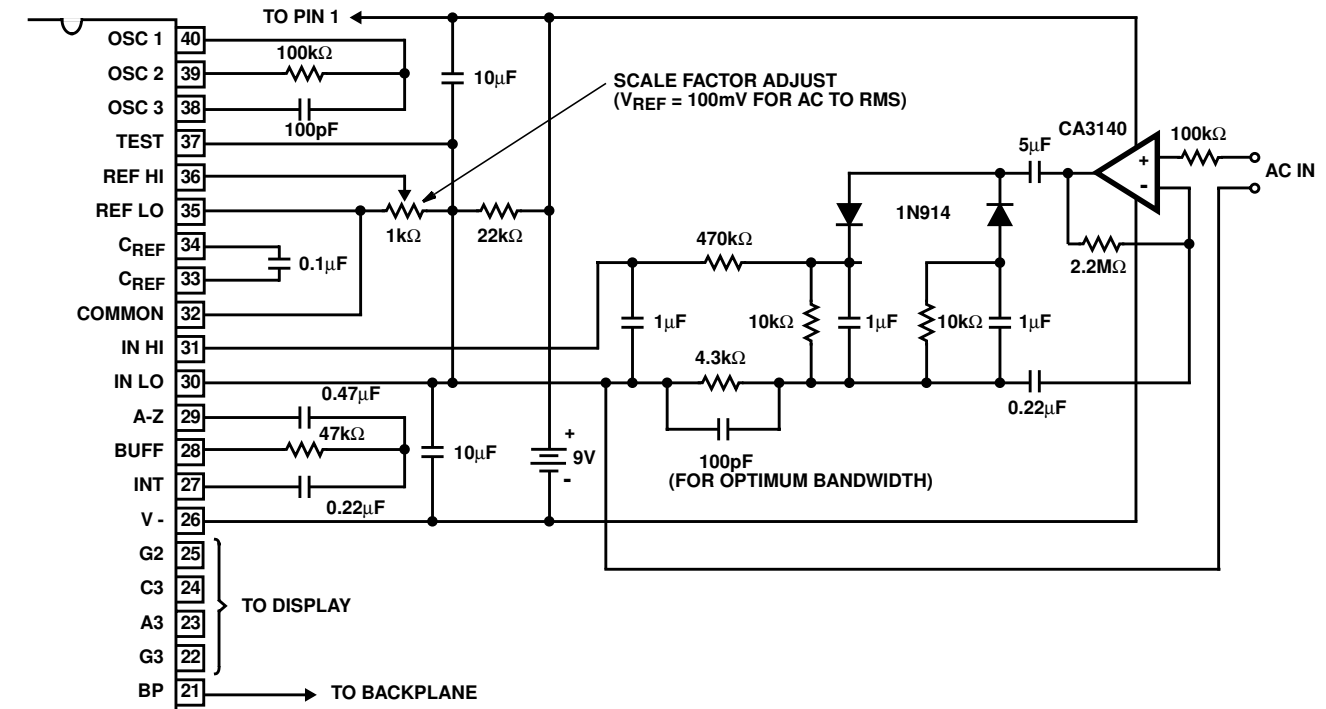 TO PIN 1
OSC 1 40
100kΩ
OSC 2 39
10μF
SCALE FACTOR ADJUST
(VREF = 100mV FOR AC TO RMS)
OSC 3 38
100pF
TEST 37
CA3140
100kΩ
5μF
+
-
AC IN
REF HI 36
REF LO 35
1kΩ
22kΩ
1N914
CREF 34
0.1μF
CREF 33
470kΩ
2.2MΩ
COMMON 32
1μF
10kΩ
1μF
10kΩ
1μF
IN HI 31
4.3kΩ
IN LO 30
0.47μF
0.22μF
A-Z 29
47kΩ
BUFF 28
10μF
+
9V
-
100pF
(FOR OPTIMUM BANDWIDTH)
INT 27
0.22μF
V - 26
G2 25
C3 24
TO DISPLAY
A3 23
G3 22
BP 21
TO BACKPLANE